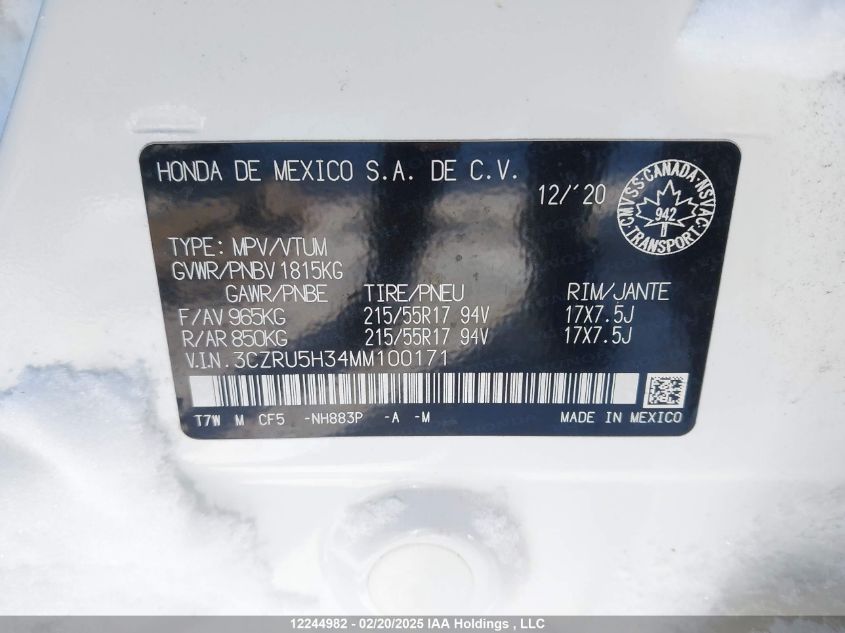 HONDA DE MEXICO S.A. DE C.V.
12/'20
CMVSS·CANADA·NSVAC·
942
TRANSPORT
TYPE: MPV/VTUM
GVWR/PNBV 1815KG
GAWR/PNBE TIRE/PNEU RIM/JANTE
F/AV 965KG 215/55R17 94V 17X7.5J
R/AR 850KG 215/55R17 94V 17X7.5J
V.I.N. 3CZRU5H34MM100171
T7W M CF5 -NH883P -A -M MADE IN MEXICO
12244982 - 02/20/2025 IAA Holdings , LLC